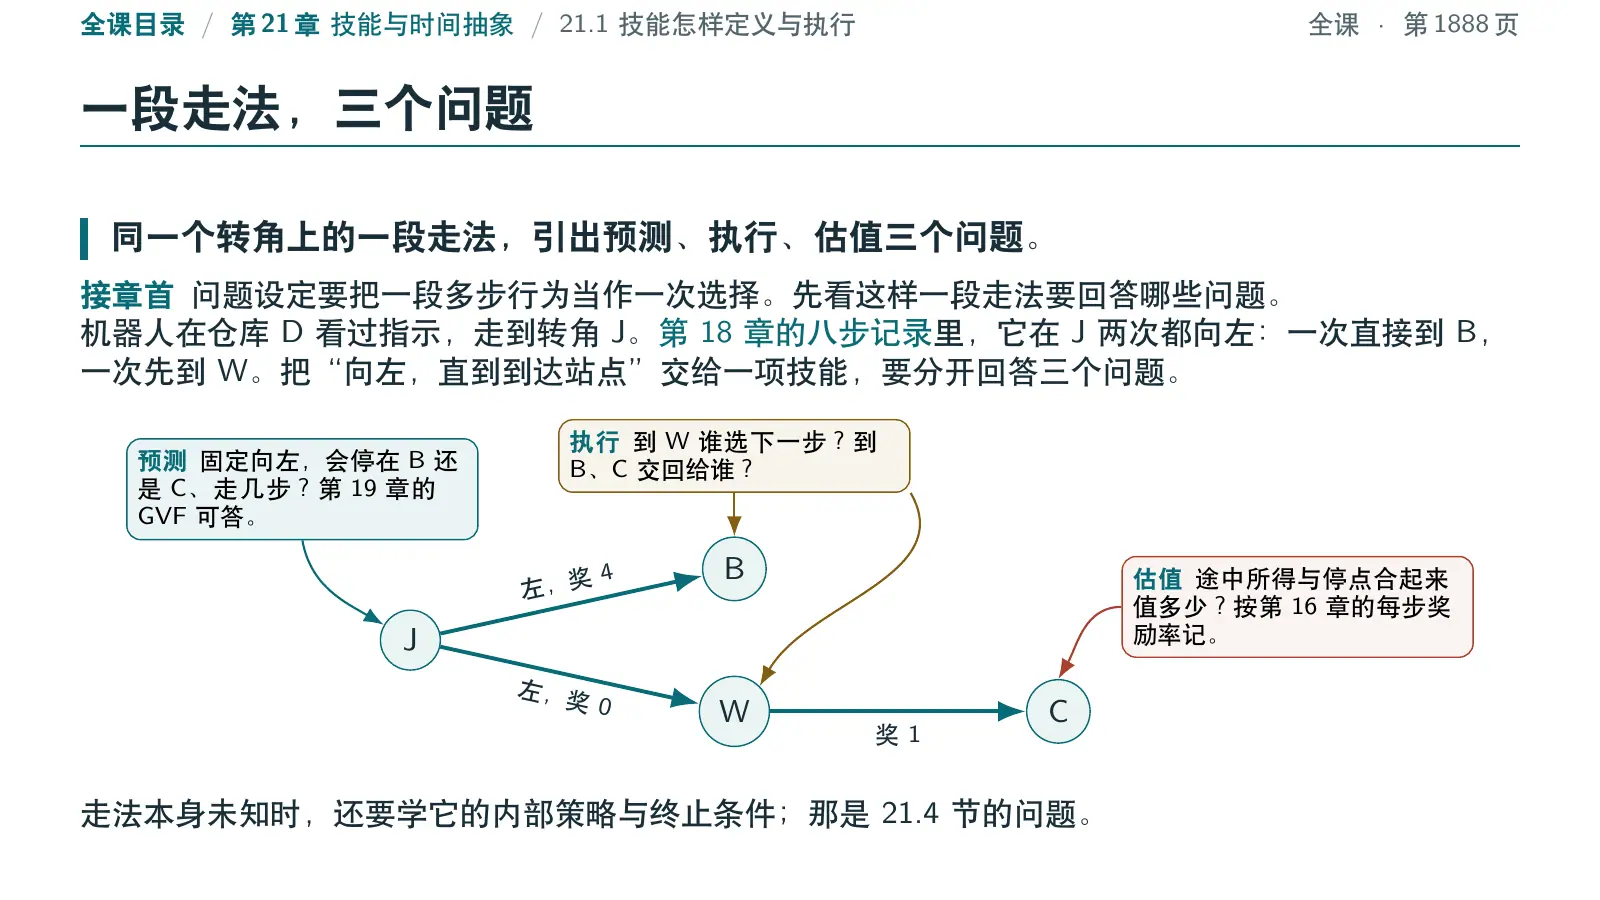 全课目录 / 第21章 技能与时间抽象 / 21.1 技能怎样定义与执行
全课 · 第1888页
一段走法，三个问题
同一个转角上的一段走法，引出预测、执行、估值三个问题。
接章首 问题设定要把一段多步行为当作一次选择。先看这样一段走法要回答哪些问题。
机器人在仓库 D 看过指示，走到转角 J。第 18 章的八步记录里，它在 J 两次都向左：一次直接到 B，
一次先到 W。把“向左，直到到达站点”交给一项技能，要分开回答三个问题。
预测 固定向左，会停在 B 还
是 C、走几步？第 19 章的
GVF 可答。
执行 到 W 谁选下一步？到
B、C 交回给谁？
估值 途中所得与停点合起来
值多少？按第 16 章的每步奖
励率记。
左，奖 4
B
J
左，奖 0
W
奖 1
C
走法本身未知时，还要学它的内部策略与终止条件；那是 21.4 节的问题。